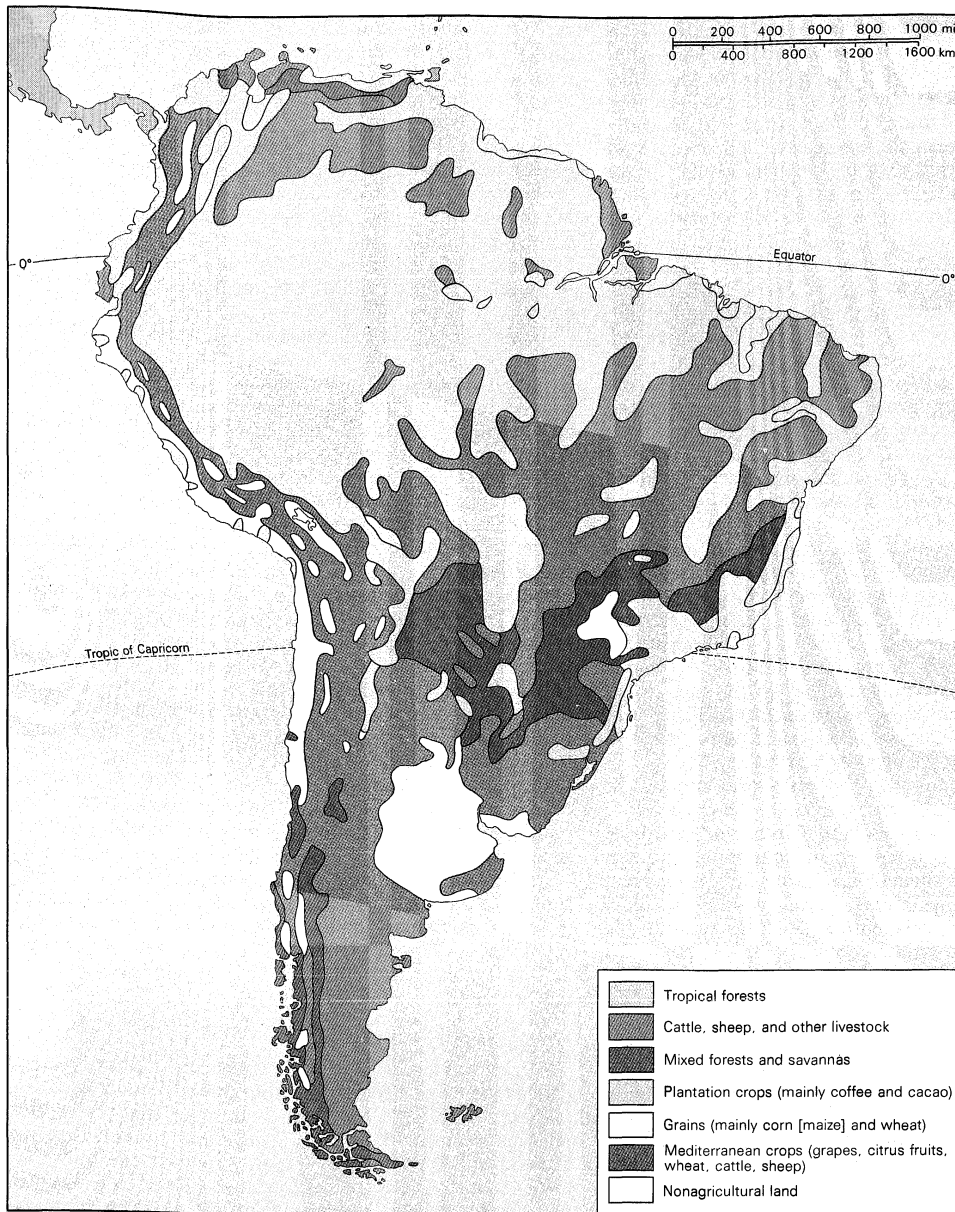 0 200 400 600 800 1000 mi
0 400 800 1200 1600 km
0°
Equator
0°
Tropic of Capricorn
Tropical forests
Cattle, sheep, and other livestock
Mixed forests and savannas
Plantation crops (mainly coffee and cacao)
Grains (mainly corn [maize] and wheat)
Mediterranean crops (grapes, citrus fruits,
wheat, cattle, sheep)
Nonagricultural land